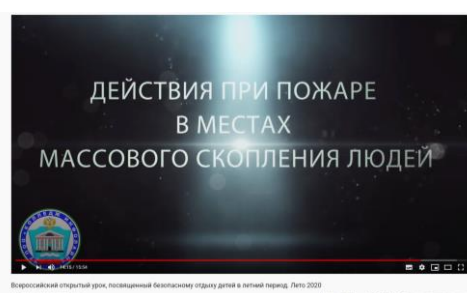 ДЕЙСТВИЯ ПРИ ПОЖАРЕ
В МЕСТАХ
МАССОВОГО СКОПЛЕНИЯ ЛЮДЕЙ
Всероссийский открытый урок, посвященный безопасному отдыху детей в летний период. Лето 2020